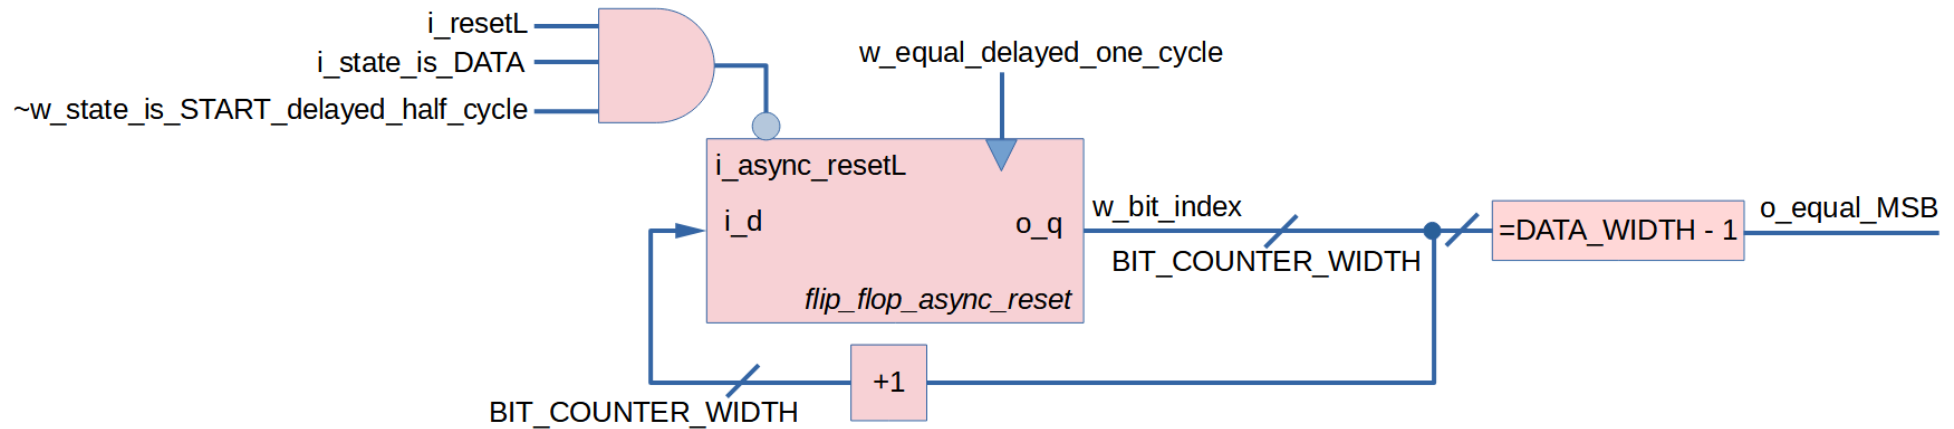 i_resetL
i_state_is_DATA
~w_state_is_START_delayed_half_cycle
w_equal_delayed_one_cycle
i_async_resetL
i_d
o_q
flip_flop_async_reset
w_bit_index
BIT_COUNTER_WIDTH
=DATA_WIDTH - 1
o_equal_MSB
+1
BIT_COUNTER_WIDTH